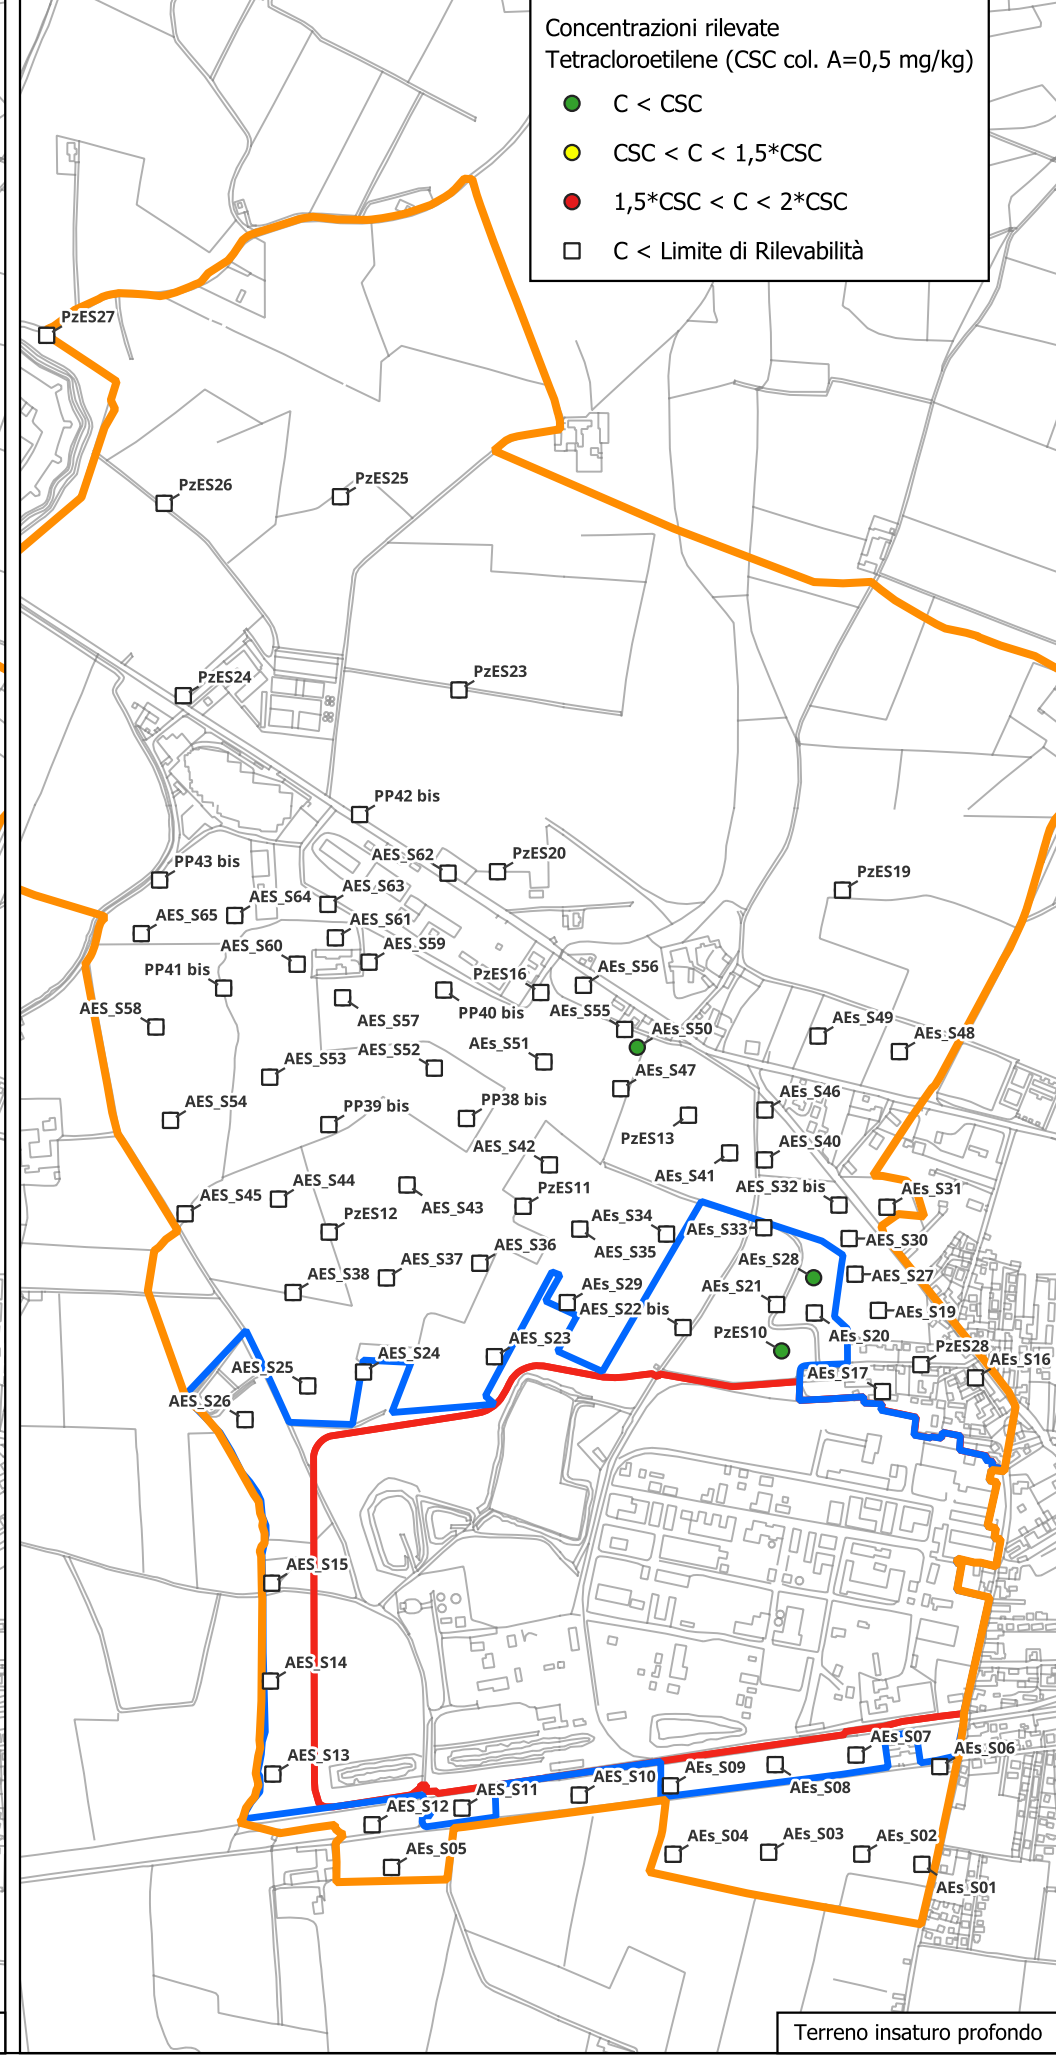 Concentrazioni rilevate
Tetracloroetilene (CSC col. A=0,5 mg/kg)
C < CSC
CSC < C < 1,5*CSC
1,5*CSC < C < 2*CSC
C < Limite di Rilevabilità
PzES27
PzES26
PzES25
PzES24
PzES23
PP42 bis
AES_S62
PzES20
PP43 bis
PzES19
AES_S63
AES_S64
AES_S65
AES_S61
AES_S60
AES_S59
PP41 bis
PzES16
AEs_S56
AES_S58
AES_S57
PP40 bis
AEs_S55
AEs_S50
AEs_S49
AEs_S48
AEs_S51
AES_S52
AES_S53
AEs_S47
AEs_S46
AES_S54
PP39 bis
PP38 bis
PzES13
AES_S42
AEs_S40
AEs_S41
AES_S44
AES_S32 bis
AES_S45
AES_S43
PzES11
AEs_S31
PzES12
AEs_S34
AEs_S33
AES_S35
AEs_S30
AES_S37
AES_S36
AEs_S28
AEs_S27
AES_S38
AEs_S29
AES_S21
AES_S22 bis
AEs_S19
PzES10
AEs_S20
AES_S23
AES_S24
PzES28
AEs_S16
AES_S25
AEs_S17
AES_S26
AES_S15
AES_S14
AES_S13
AEs_S07
AEs_S06
AEs_S09
AES_S10
AEs_S08
AES_S11
AES_S12
AEs_S05
AEs_S04
AEs_S03
AEs_S02
AEs_S01
Terreno insaturo profondo